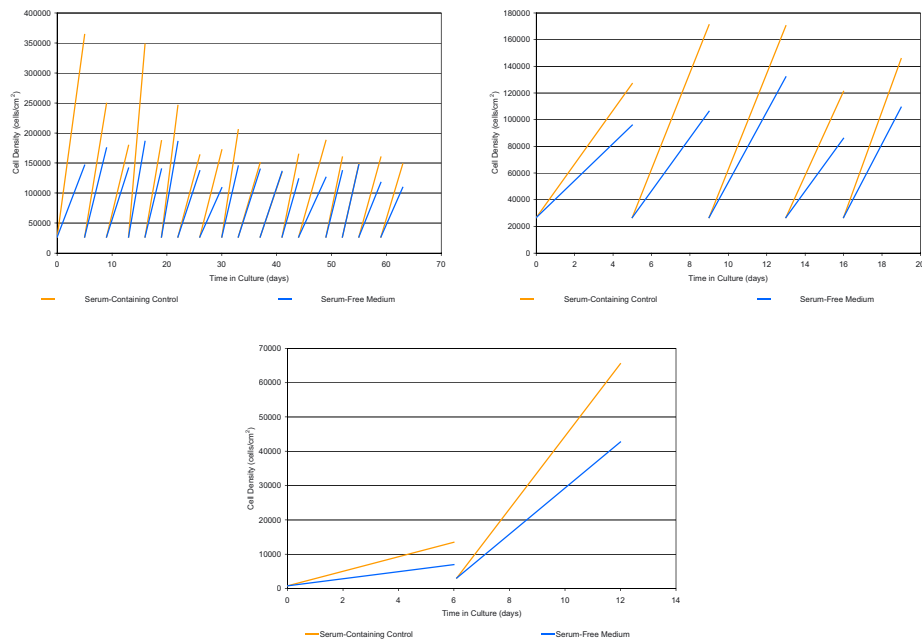 400000
350000
300000
250000
200000
150000
100000
50000
0
Cell Density (cells/cm²)
0 10 20 30 40 50 60 70
Time in Culture (days)
Serum-Containing Control Serum-Free Medium
180000
160000
140000
120000
100000
80000
60000
40000
20000
0
Cell Density (cells/cm²)
0 2 4 6 8 10 12 14 16 18 20
Time in Culture (days)
Serum-Containing Control Serum-Free Medium
70000
60000
50000
40000
30000
20000
10000
0
Cell Density (cells/cm²)
0 2 4 6 8 10 12 14
Time in Culture (days)
Serum-Containing Control Serum-Free Medium